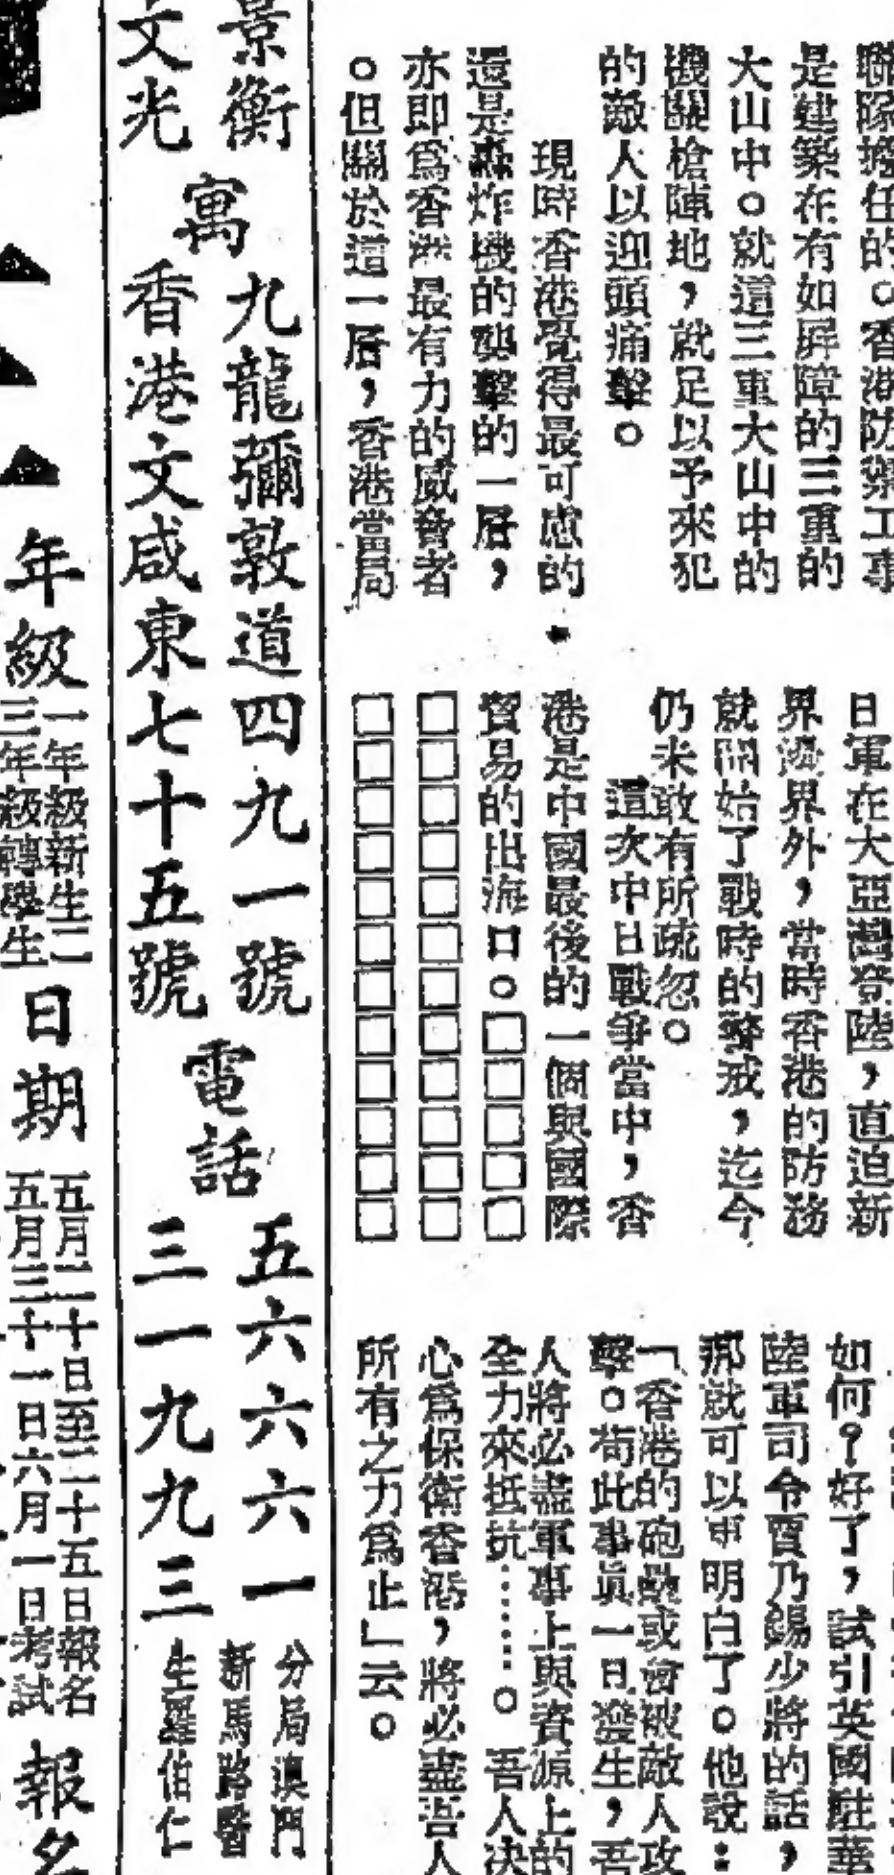 聯隊擔任的。香港防禦工事
是建築在有如屏障的三重的
大山中。就這三重大山中的
機關槍陣地,就足以予來犯
的敵人以迎頭痛擊。
現時香港覺得最可慮的
還是轟炸機的襲擊的一層,
亦即爲香港最有力的威脅者
。但關於這一層,香港當局
日軍在大亞灣登陸,直迫新
界邊界外,當時香港的防務
就開始了戰時的警戒,迄今
仍未敢有所疏忽。
這次中日戰爭當中,香
港是中國最後的一個與國際
貿易的出海口。□□□□□
□□□□□□□□□□□□
□□□□□□□□□□□□
如何?好了,試引英國駐華
陸軍司令賈乃錫少將的話,
那就可以更明白了。他說:
「香港的砲壘或會被敵人攻
擊。苟此事眞一旦發生,吾
人將必盡軍事上與資源上的
全力來抵抗……。吾人决
心爲保衛香港,將必盡吾人
所有之力爲止」云。
景衡
文光
寓
九龍彌敦道四九一號
香港文咸東七十五號
電話
五六六六一
三一九九三
分局澳門
新馬路醫
生羅伯仁
年級
一年級新生二
三年級轉學生
日期
五月二十日至二十五日報名
五月三十一日六月一日考試
報名